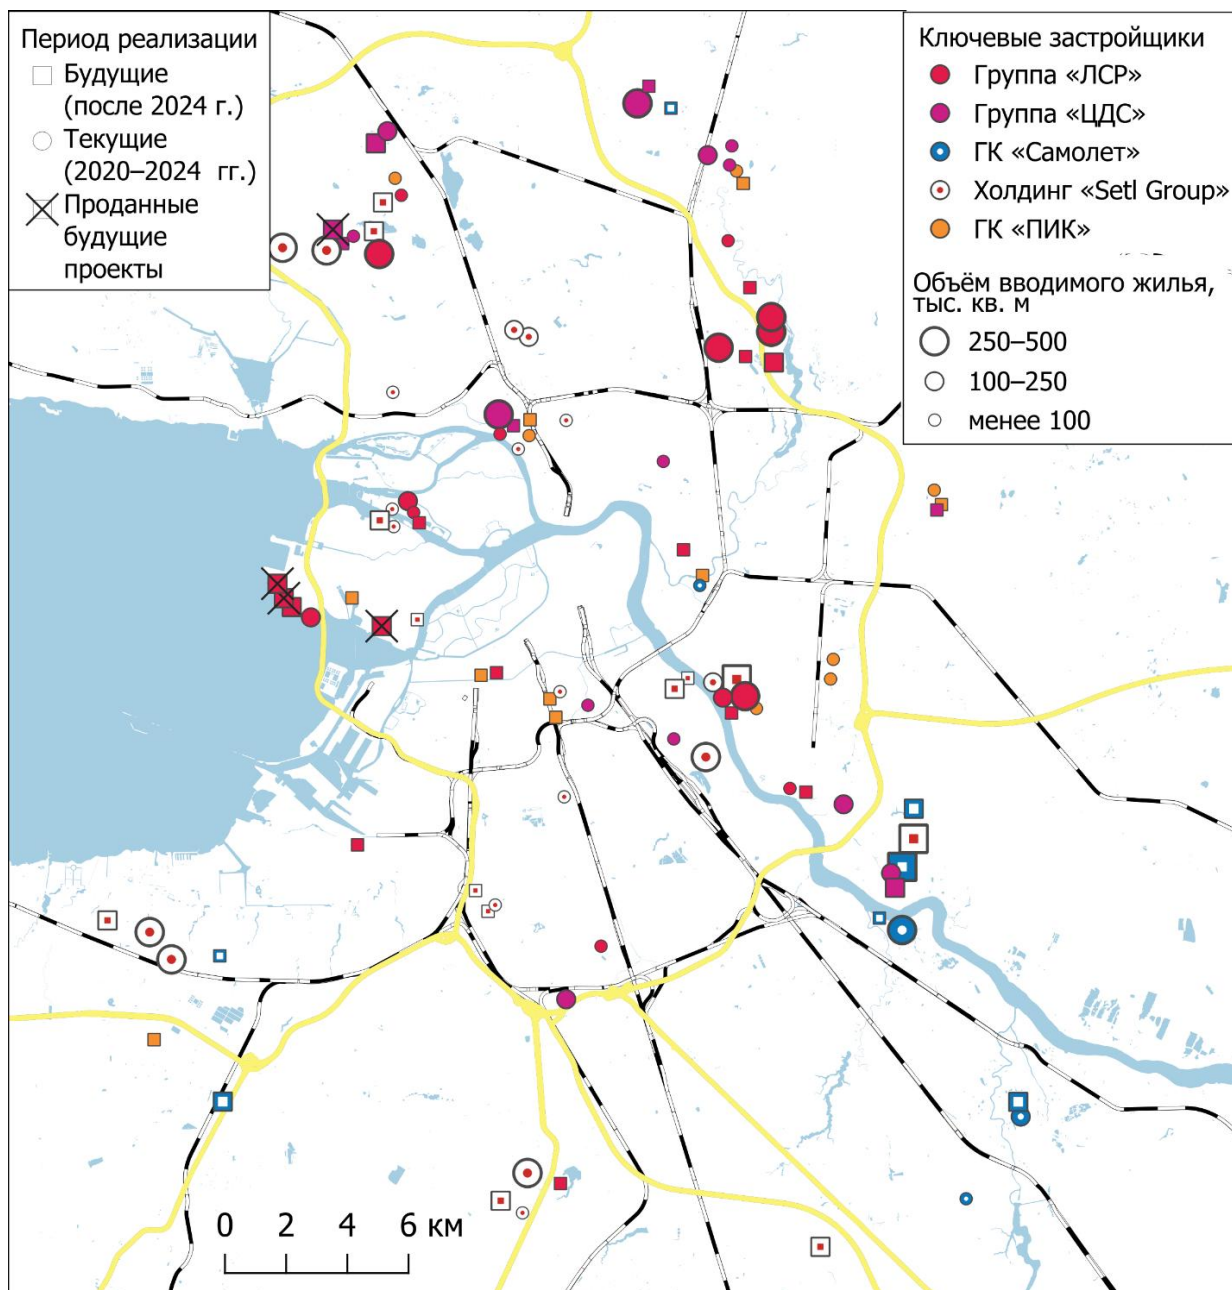 Период реализации
Будущие
(после 2024 г.)
Текущие
(2020–2024 гг.)
Проданные
будущие
проекты
Ключевые застройщики
Группа «ЛСР»
Группа «ЦДС»
ГК «Самолет»
Холдинг «Setl Group»
ГК «ПИК»
Объём вводимого жилья,
тыс. кв. м
250–500
100–250
менее 100
0 2 4 6 км